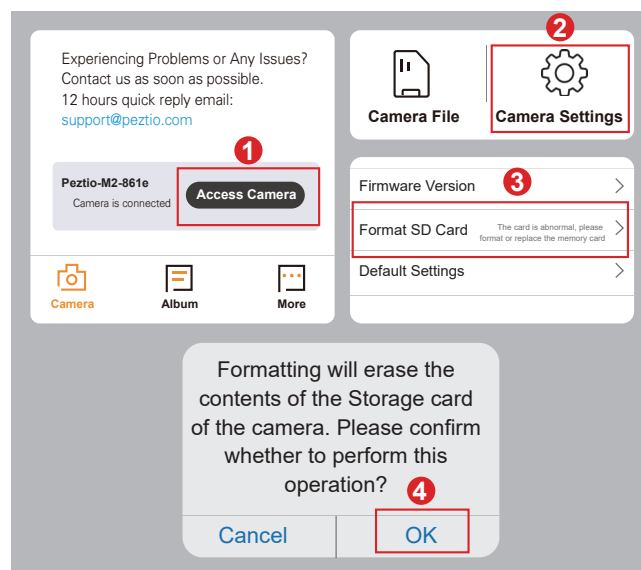 Experiencing Problems or Any Issues?
Contact us as soon as possible.
12 hours quick reply email:
support@peztio.com
1
Peztio-M2-861e
Camera is connected
Access Camera
Camera
Album
More
2
Camera File
Camera Settings
Firmware Version
3
Format SD Card
The card is abnormal, please
format or replace the memory card
Default Settings
Formatting will erase the
contents of the Storage card
of the camera. Please confirm
whether to perform this
operation?
4
Cancel
OK